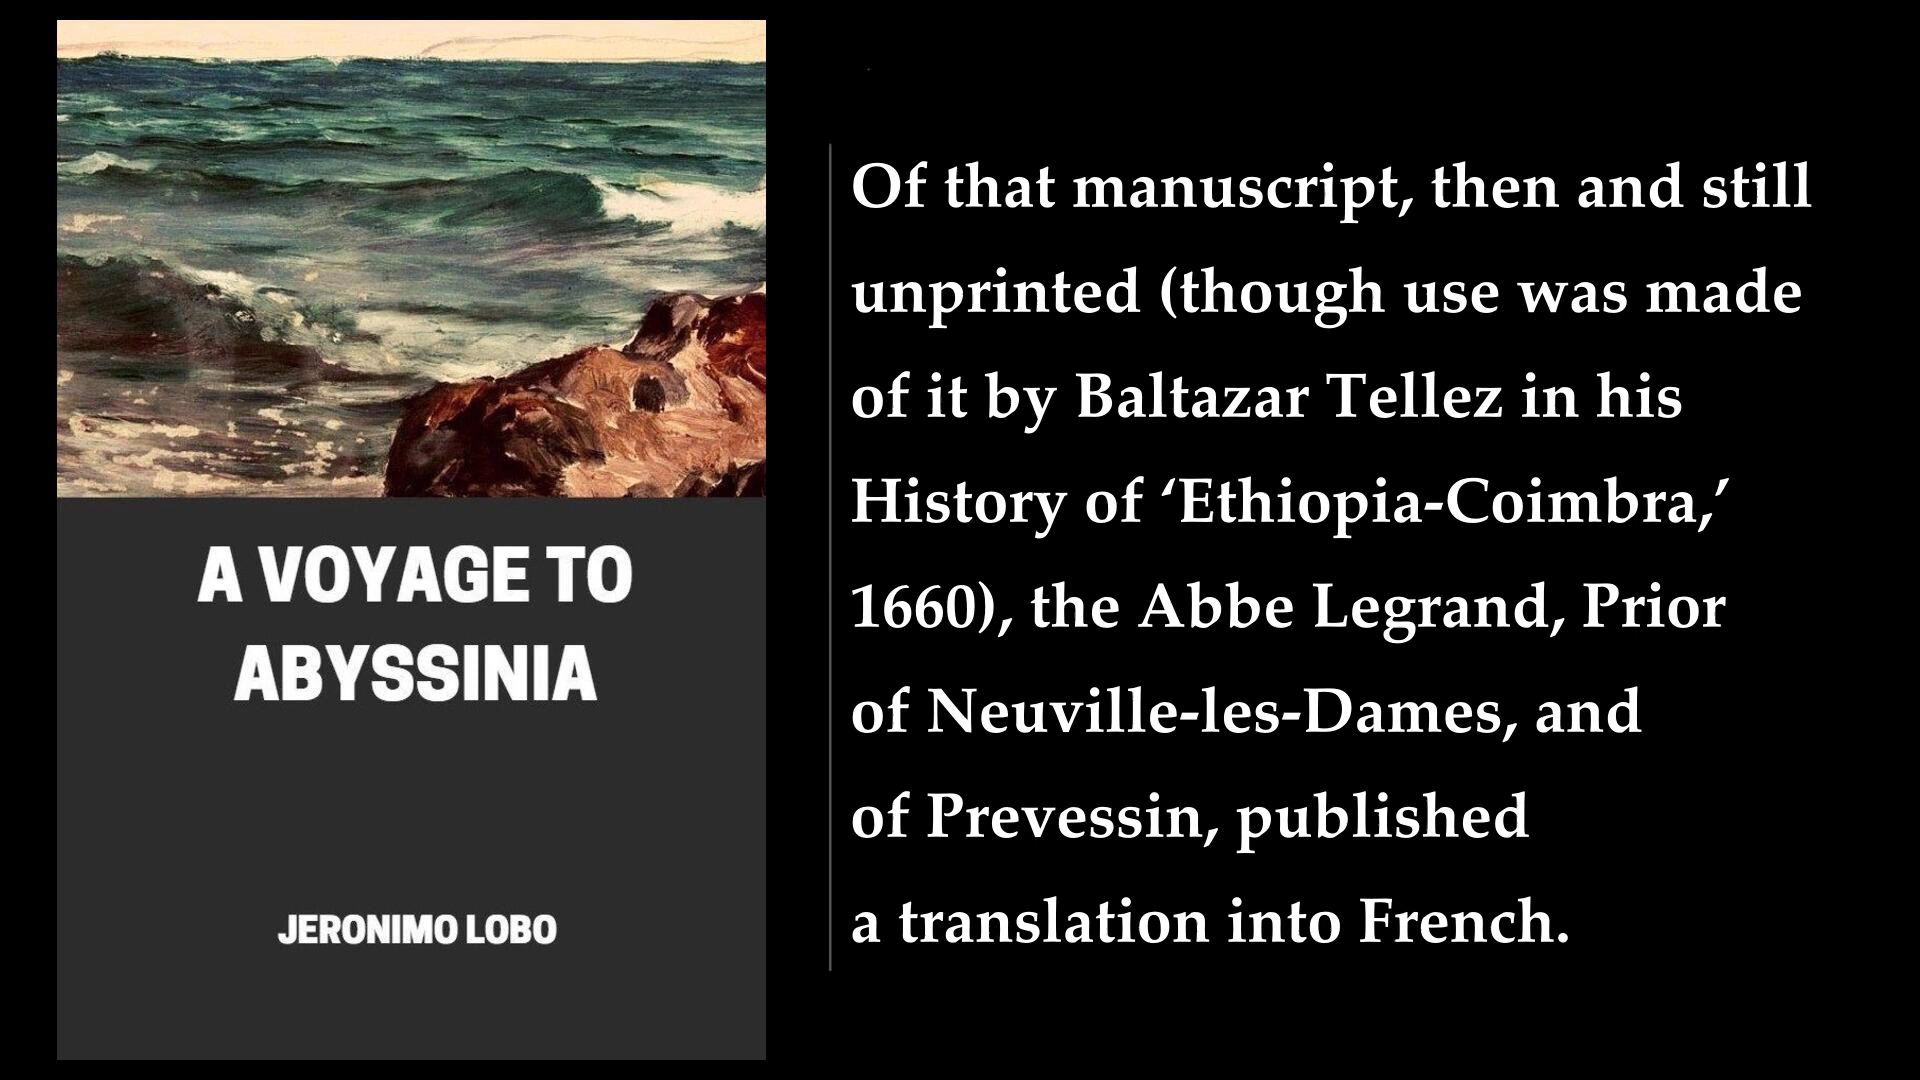 A VOYAGE TO
ABYSSINIA
JERONIMO LOBO
Of that manuscript, then and still
unprinted (though use was made
of it by Baltazar Tellez in his
History of ‘Ethiopia-Coimbra,’
1660), the Abbe Legrand, Prior
of Neuville-les-Dames, and
of Prevessin, published
a translation into French.